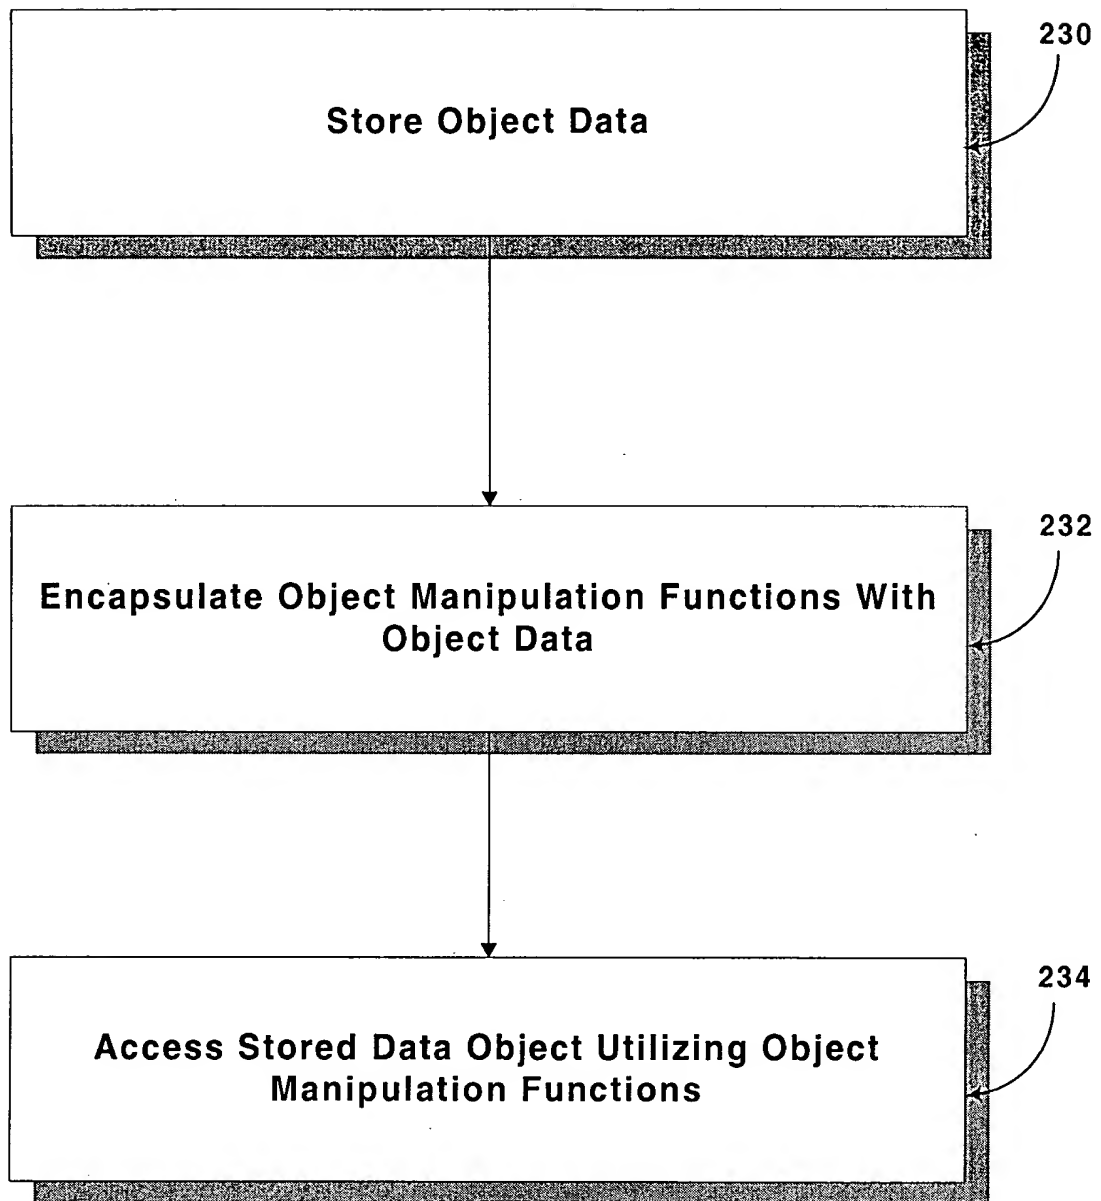 230
Store Object Data
232
Encapsulate Object Manipulation Functions With
Object Data
234
Access Stored Data Object Utilizing Object
Manipulation Functions